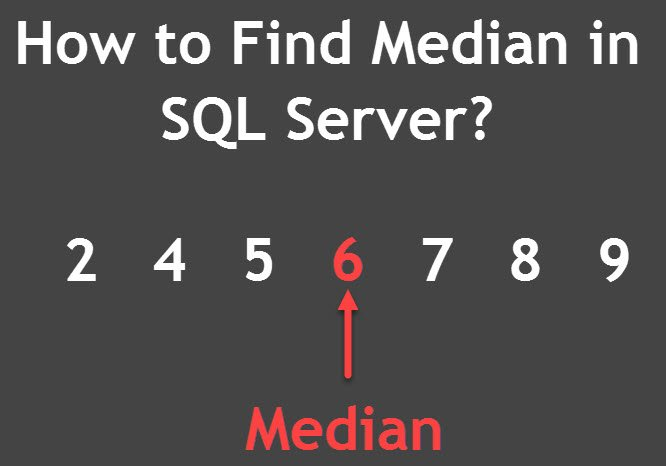 How to Find Median in
SQL Server?
2 4 5 6 7 8 9
Median